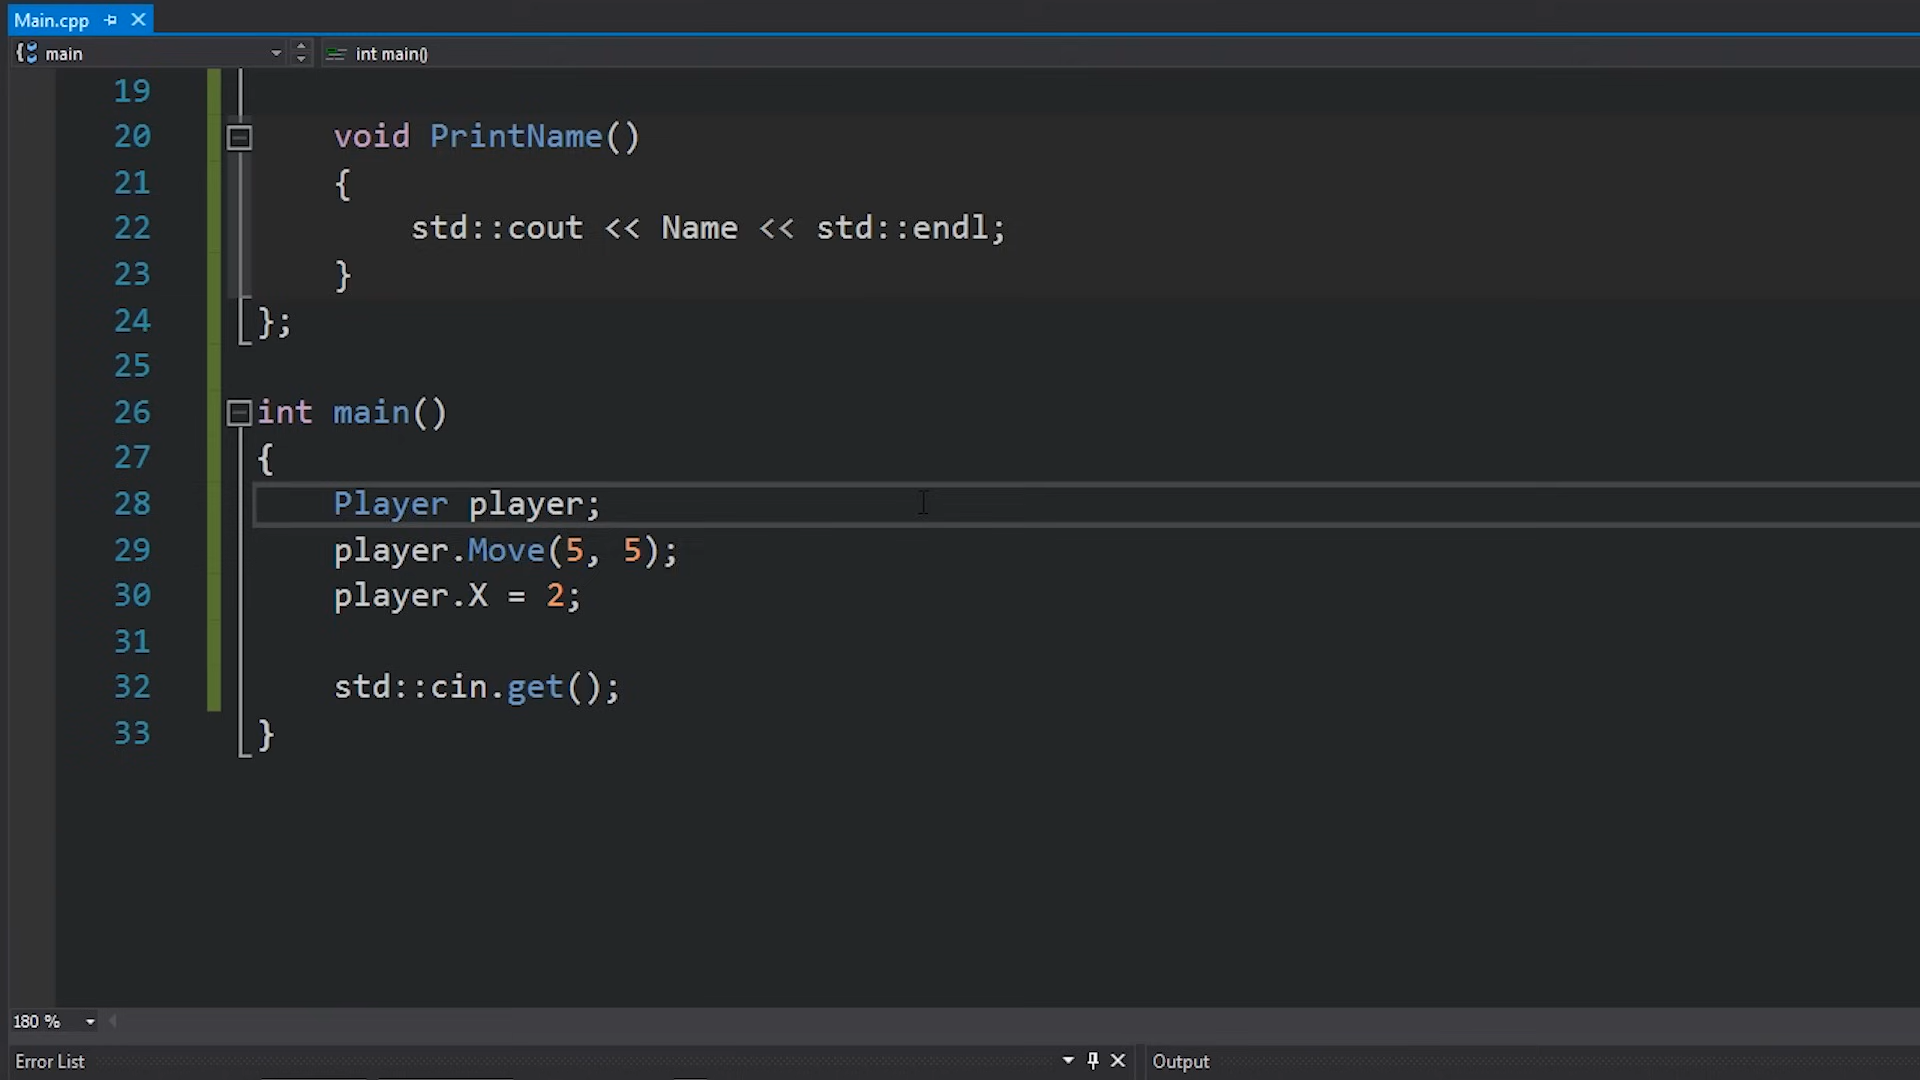 Main.cpp
main int main()
19
20 void PrintName()
21 {
22 std::cout << Name << std::endl;
23 }
24 };
25
26 int main()
27 {
28 Player player;
29 player.Move(5, 5);
30 player.X = 2;
31
32 std::cin.get();
33 }
180 %
Error List Output